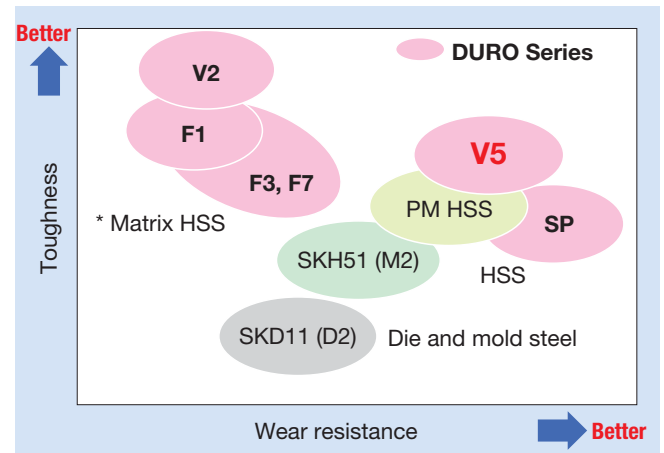 Better
DURO Series
V2
F1
V5
F3, F7
PM HSS
* Matrix HSS
SP
SKH51 (M2)
HSS
SKD11 (D2)
Die and mold steel
Toughness
Wear resistance
Better